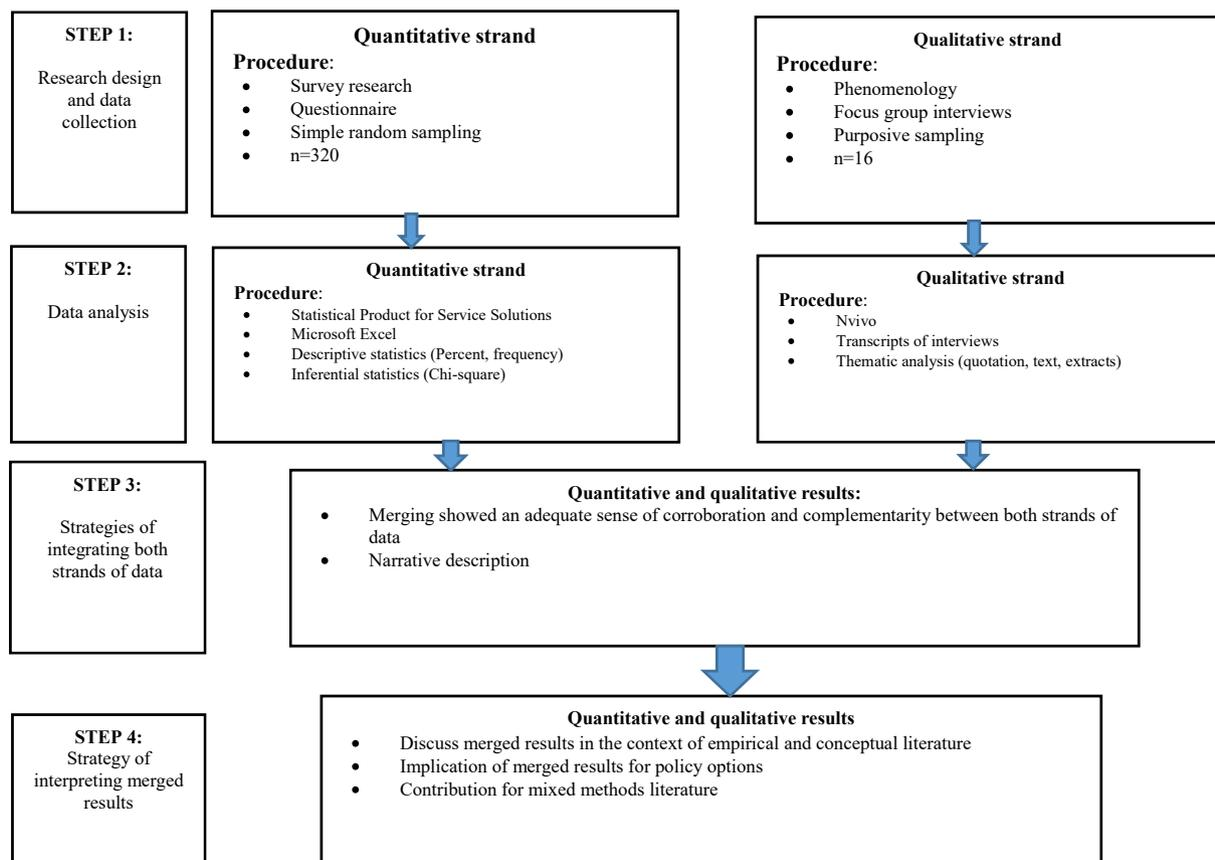 STEP 1:
Research design
and data
collection
Quantitative strand
Procedure:
• Survey research
• Questionnaire
• Simple random sampling
• n=320
Qualitative strand
Procedure:
• Phenomenology
• Focus group interviews
• Purposive sampling
• n=16
STEP 2:
Data analysis
Quantitative strand
Procedure:
• Statistical Product for Service Solutions
• Microsoft Excel
• Descriptive statistics (Percent, frequency)
• Inferential statistics (Chi-square)
Qualitative strand
Procedure:
• Nvivo
• Transcripts of interviews
• Thematic analysis (quotation, text, extracts)
STEP 3:
Strategies of
integrating both
strands of data
Quantitative and qualitative results:
• Merging showed an adequate sense of corroboration and complementarity between both strands of
data
• Narrative description
STEP 4:
Strategy of
interpreting merged
results
Quantitative and qualitative results
• Discuss merged results in the context of empirical and conceptual literature
• Implication of merged results for policy options
• Contribution for mixed methods literature